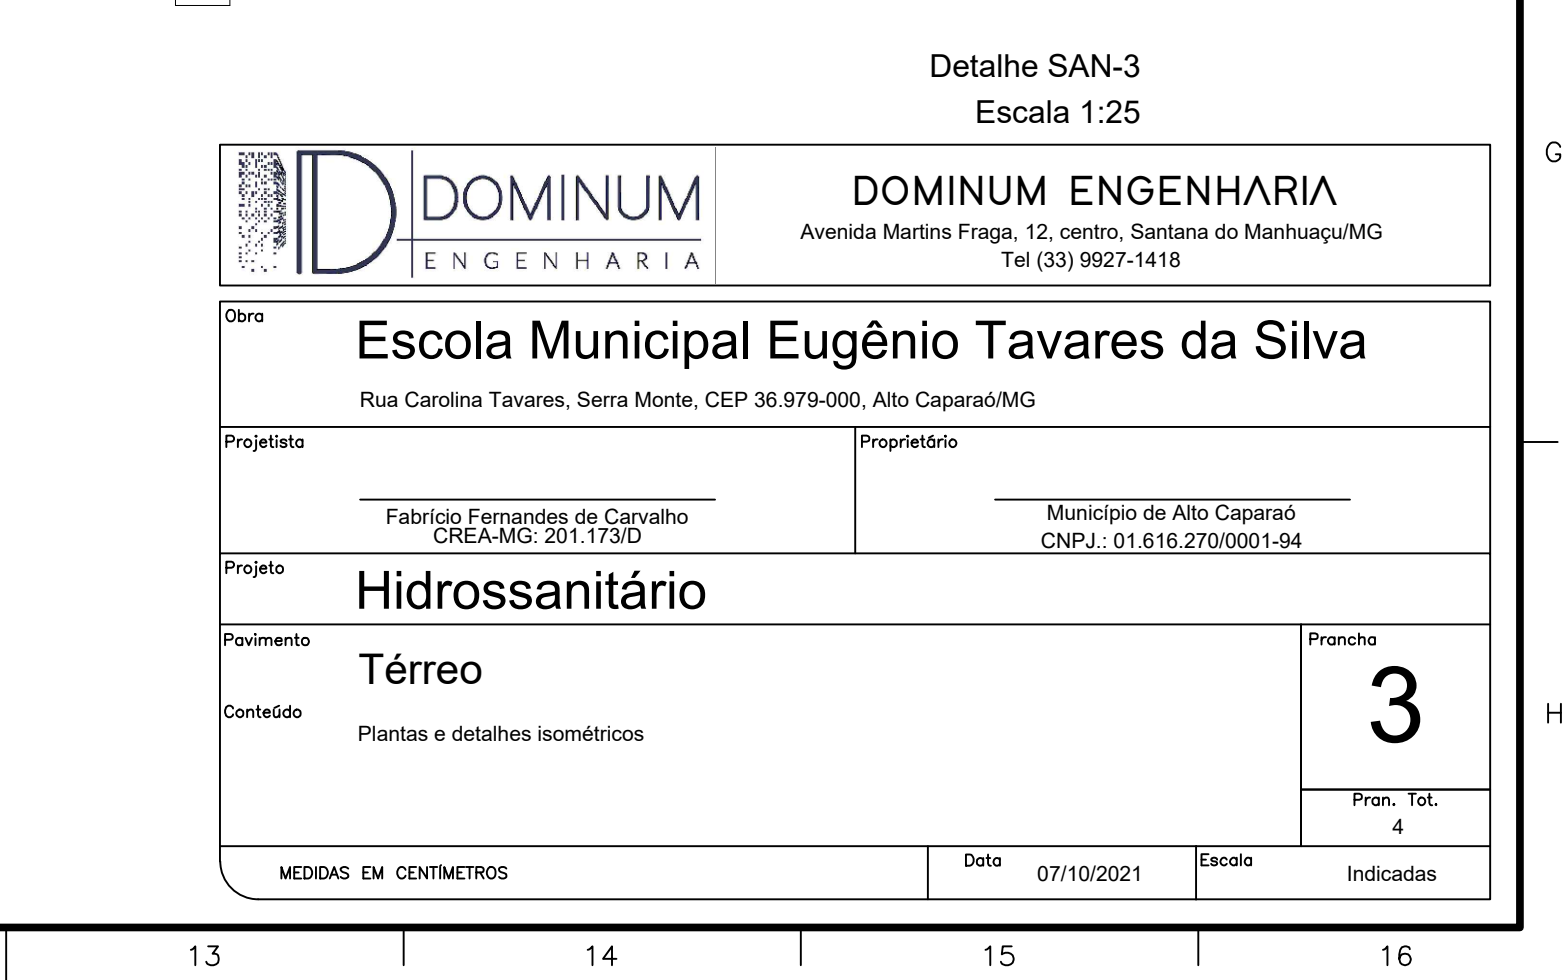 Detalhe SAN-3
Escala 1:25
G
DOMINUM
ENGENHARIA
DOMINUM ENGENHARIA
Avenida Martins Fraga, 12, centro, Santana do Manhuaçu/MG
Tel (33) 9927-1418
Obra
Escola Municipal Eugênio Tavares da Silva
Rua Carolina Tavares, Serra Monte, CEP 36.979-000, Alto Caparaó/MG
Projetista
Fabrício Fernandes de Carvalho
CREA-MG: 201.173/D
Proprietário
Município de Alto Caparaó
CNPJ.: 01.616.270/0001-94
Projeto
Hidrossanitário
Pavimento
Térreo
Conteúdo
Plantas e detalhes isométricos
Prancha
3
H
Pran. Tot.
4
MEDIDAS EM CENTÍMETROS
Data 07/10/2021
Escala Indicadas
13 14 15 16